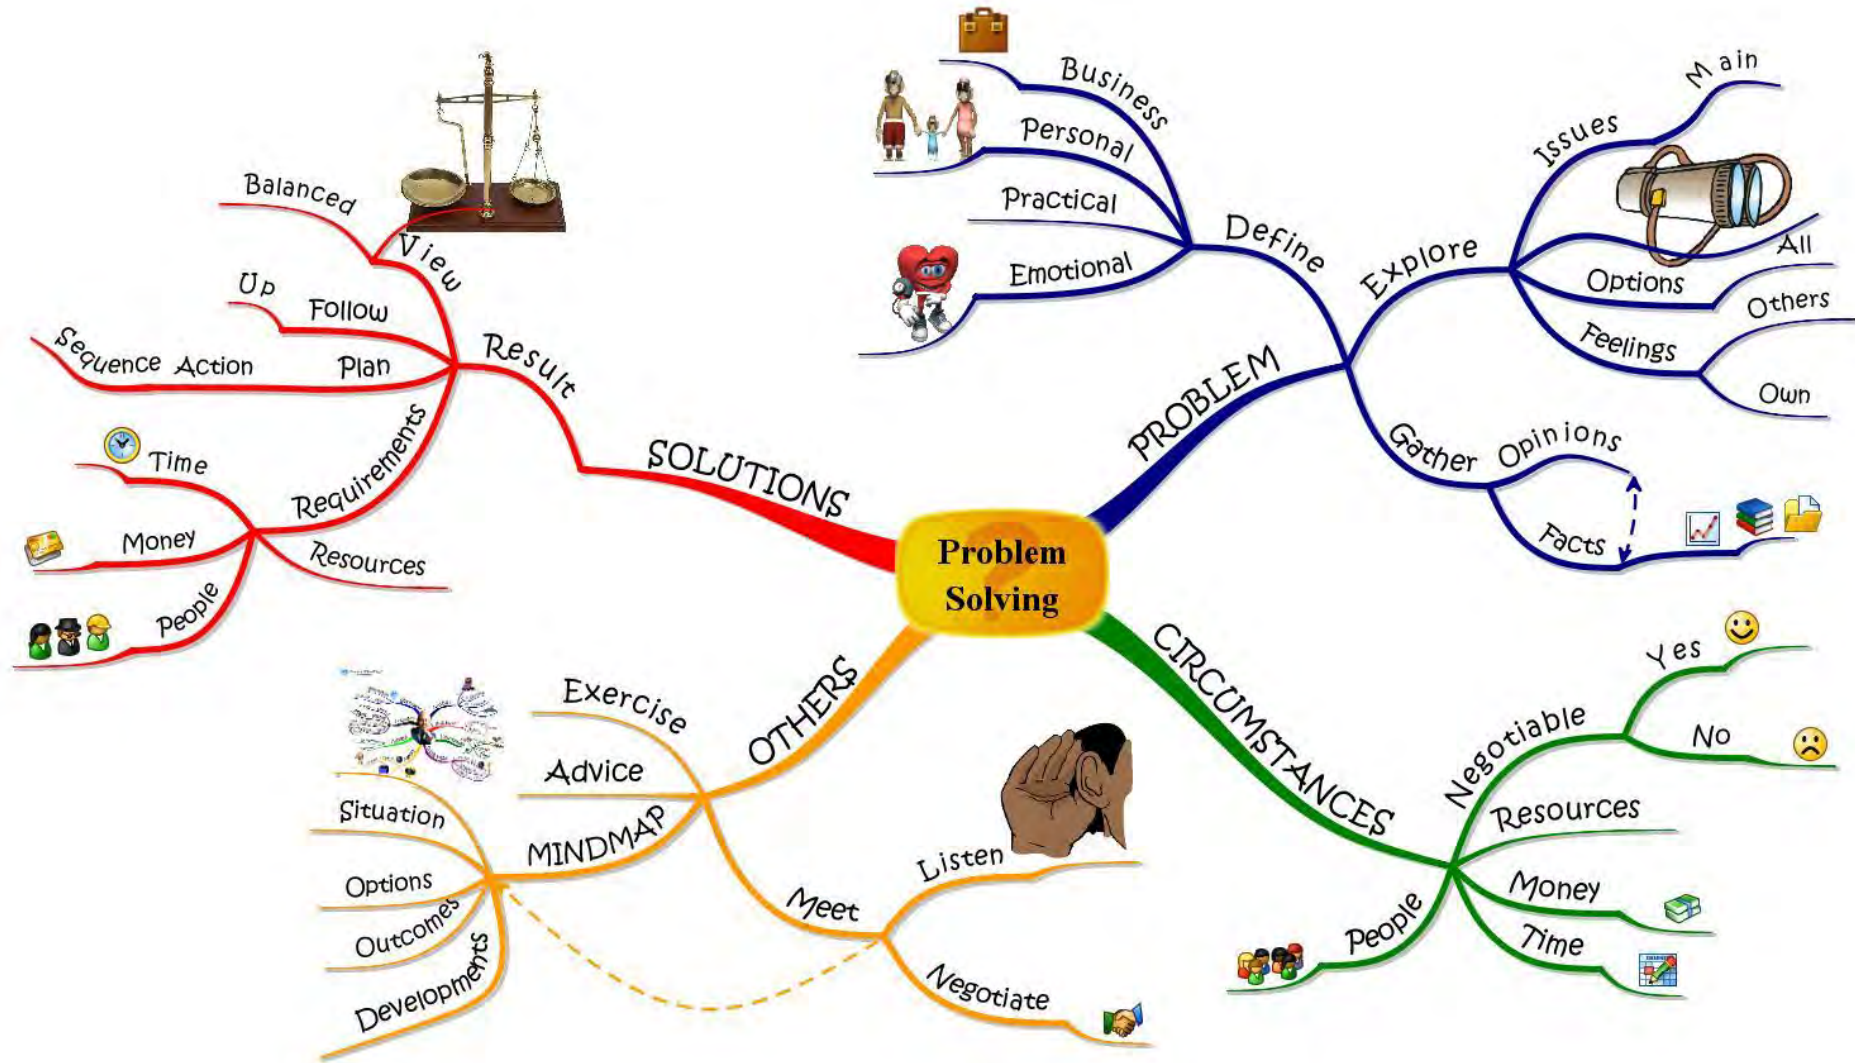 Problem
Solving
PROBLEM
Define
Business
Personal
Practical
Emotional
Explore
Issues
Main
All
Options
Feelings
Others
Own
Gather
Opinions
Facts
CIRCUMSTANCES
Negotiable
Yes
No
Resources
Money
Time
People
OTHERS
Exercise
Advice
MINDMAP
Situation
Options
Outcomes
Developments
Meet
Listen
Negotiate
SOLUTIONS
Result
View
Balanced
Follow
Up
Plan
Action
Sequence
Requirements
Time
Money
People
Resources